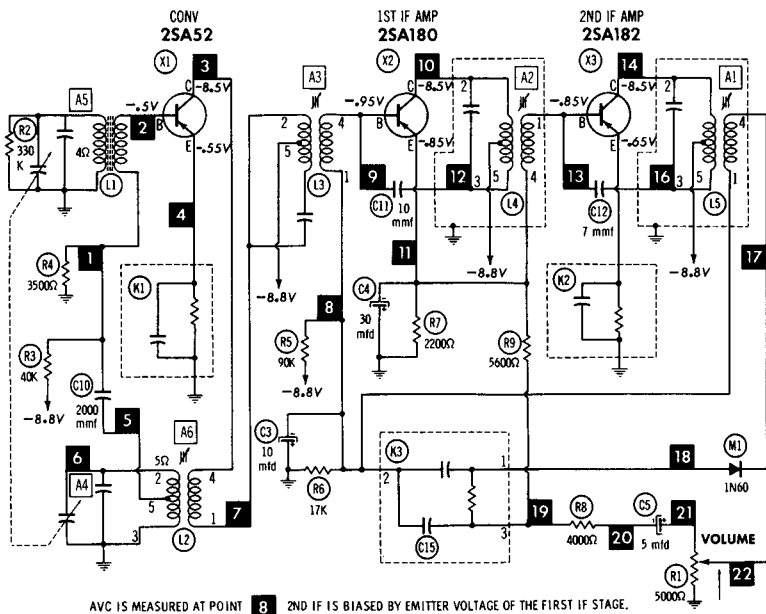 CONV
2SA52
1ST IF AMP
2SA180
2ND IF AMP
2SA182
X1
3
X2
10
X3
14
A5
C
-8.5V
A3
C
-8.5V
2
A2
C
-8.5V
2
A1
R2
330
K
-.5V
B
2
-.95V
B
-.85V
B
4Ω
E
-.55V
2
4
5
E
-.85V
1
E
-.65V
4
L1
L3
1
9
C11
10
mmf
12
3
5
4
L4
13
C12
7 mmf
16
3
5
1
L5
4
11
17
1
R4
3500Ω
K1
-8.8V
-8.8V
K2
-8.8V
8
C4
30
mfd
R7
2200Ω
R9
5600Ω
R3
40K
-8.8V
C10
2000
mmf
R5
90K
-8.8V
5
6
A6
C3
10
mfd
K3
18
M1
1N60
A4
5Ω
2
4
5
R6
17K
2
1
7
C15
3
19
R8
4000Ω
20
C5
5 mfd
21
VOLUME
3
1
L2
R1
5000Ω
22
AVC IS MEASURED AT POINT 8 2ND IF IS BIASED BY EMITTER VOLTAGE OF THE FIRST IF STAGE.